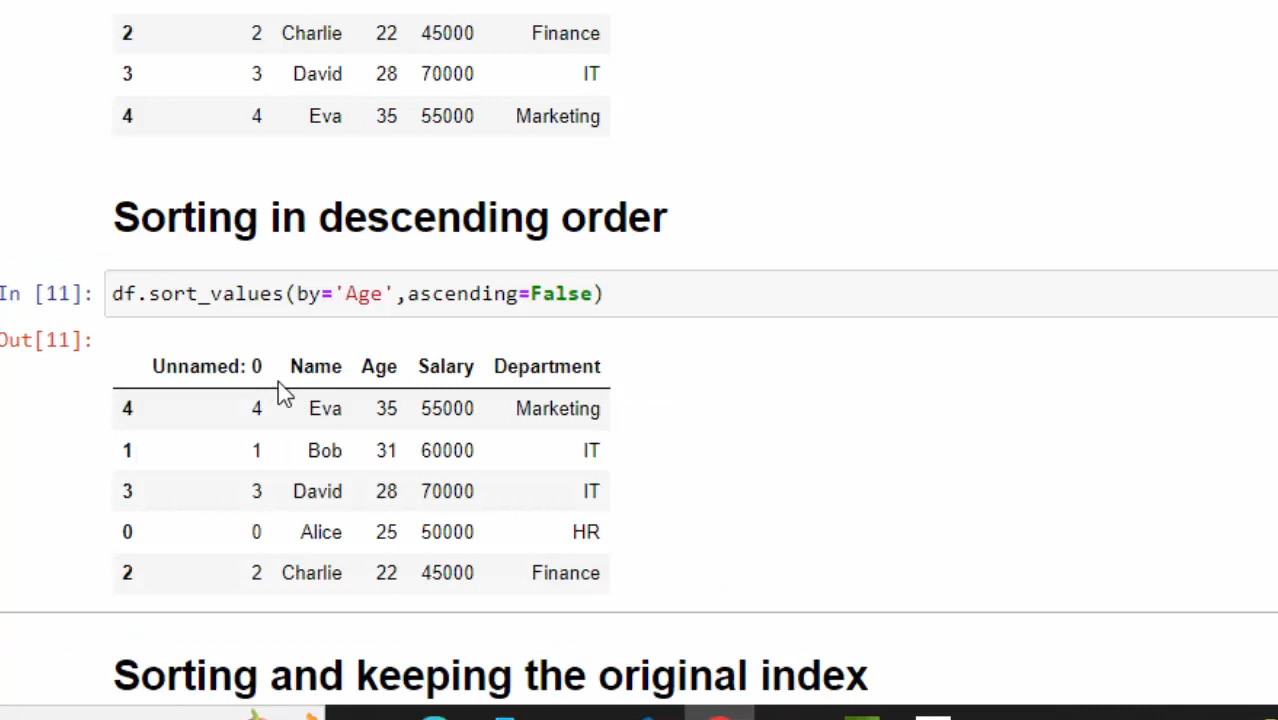 2 2 Charlie 22 45000 Finance
3 3 David 28 70000 IT
4 4 Eva 35 55000 Marketing
Sorting in descending order
In [11]: df.sort_values(by='Age',ascending=False)
Out[11]:
Unnamed: 0 Name Age Salary Department
4 4 Eva 35 55000 Marketing
1 1 Bob 31 60000 IT
3 3 David 28 70000 IT
0 0 Alice 25 50000 HR
2 2 Charlie 22 45000 Finance
Sorting and keeping the original index